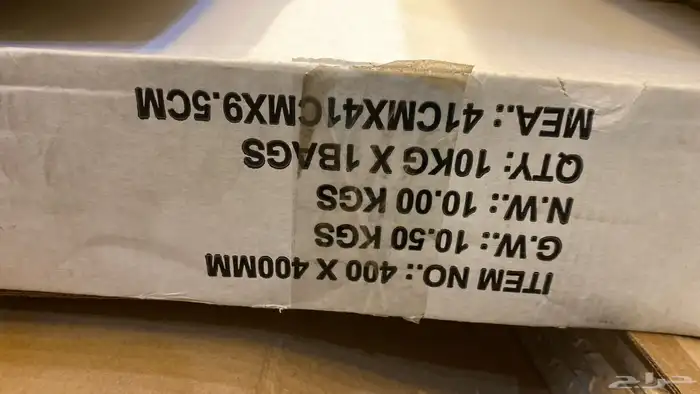 ITEM NO.: 400 X 400MM
G.W.: 10.50 KGS
N.W.: 10.00 KGS
QTY: 10KG X 1BAGS
MEA.: 41CMX41CMX9.5CM
حراج